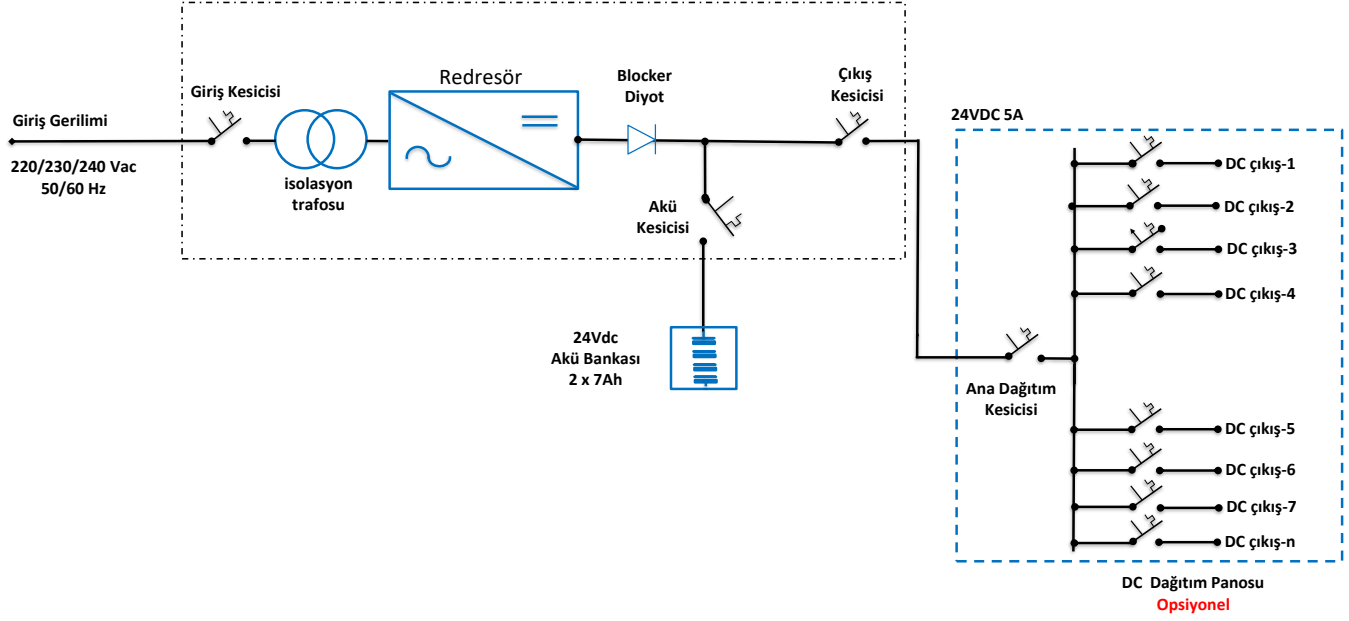 Giriş Gerilimi
220/230/240 Vac
50/60 Hz
Giriş Kesicisi
isolasyon
trafosu
Redresör
Blocker
Diyot
Akü
Kesicisi
24Vdc
Akü Bankası
2 x 7Ah
Çıkış
Kesicisi
24VDC 5A
Ana Dağıtım
Kesicisi
DC çıkış-1
DC çıkış-2
DC çıkış-3
DC çıkış-4
DC çıkış-5
DC çıkış-6
DC çıkış-7
DC çıkış-n
DC Dağıtım Panosu
Opsiyonel